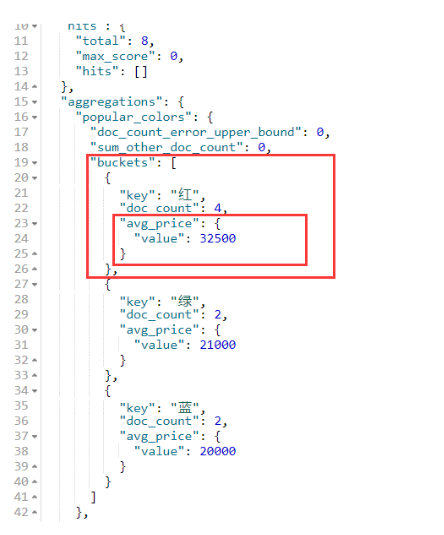 10 hits : {
11 "total": 8,
12 "max_score": 0,
13 "hits": []
14 },
15 "aggregations": {
16 "popular_colors": {
17 "doc_count_error_upper_bound": 0,
18 "sum_other_doc_count": 0,
19 "buckets": [
20 {
21 "key": "红",
22 "doc_count": 4,
23 "avg_price": {
24 "value": 32500
25 }
26 },
27 {
28 "key": "绿",
29 "doc_count": 2,
30 "avg_price": {
31 "value": 21000
32 }
33 },
34 {
35 "key": "蓝",
36 "doc_count": 2,
37 "avg_price": {
38 "value": 20000
39 }
40 }
41 ]
42 },